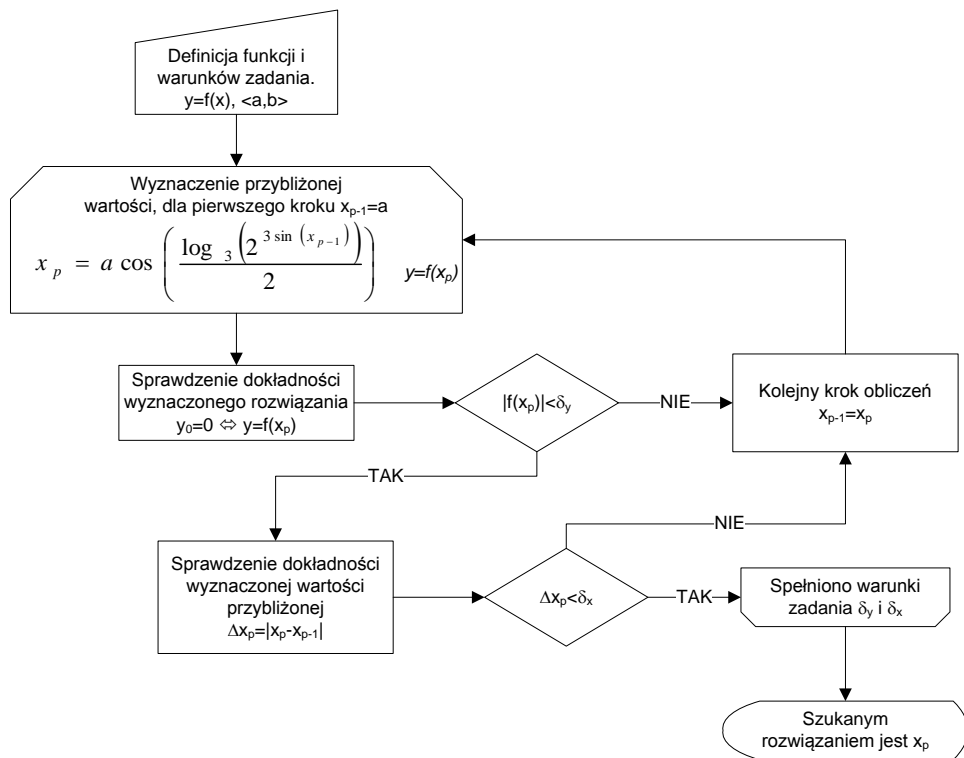 Definicja funkcji i
warunków zadania.
y=f(x), <a,b>
Wyznaczenie przybliżonej
wartości, dla pierwszego kroku xₚ₋₁=a
x ₚ = a cos ( log ₃ ( 2 ^ 3 sin ( x ₚ₋₁ ) ) / 2 ) y=f(xₚ)
Sprawdzenie dokładności
wyznaczonego rozwiązania
y₀=0 ⇔ y=f(xₚ)
|f(xₚ)|<δy
NIE
Kolejny krok obliczeń
xₚ₋₁=xₚ
TAK
NIE
Sprawdzenie dokładności
wyznaczonej wartości
przybliżonej
Δxₚ=|xₚ-xₚ₋₁|
Δxₚ<δₓ
TAK
Spełniono warunki
zadania δy i δₓ
Szukanym
rozwiązaniem jest xₚ